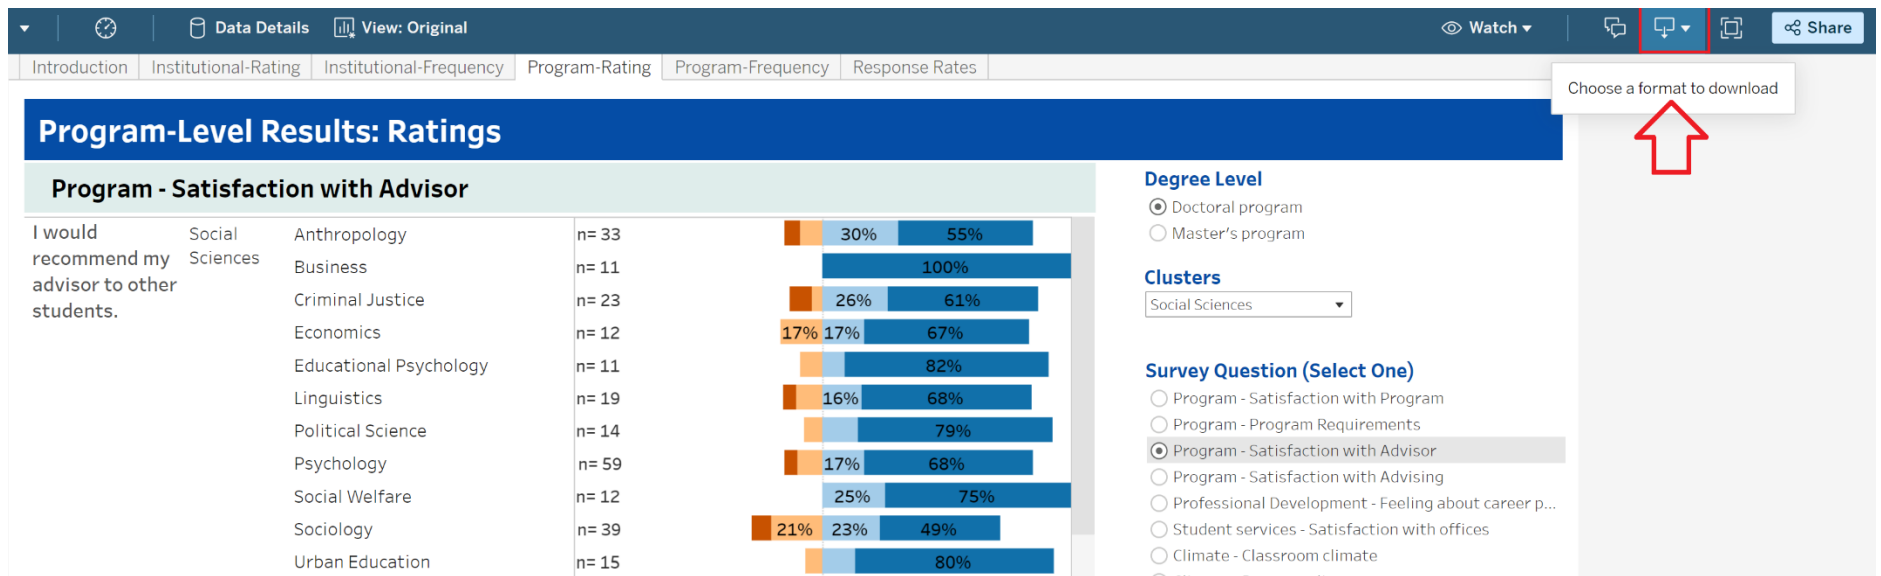 Data Details View: Original Watch Share
Introduction Institutional-Rating Institutional-Frequency Program-Rating Program-Frequency Response Rates
Choose a format to download
Program-Level Results: Ratings
Program - Satisfaction with Advisor
I would
recommend my
advisor to other
students.
Social
Sciences
Anthropology n= 33 30% 55%
Business n= 11 100%
Criminal Justice n= 23 26% 61%
Economics n= 12 17% 17% 67%
Educational Psychology n= 11 82%
Linguistics n= 19 16% 68%
Political Science n= 14 79%
Psychology n= 59 17% 68%
Social Welfare n= 12 25% 75%
Sociology n= 39 21% 23% 49%
Urban Education n= 15 80%
Degree Level
Doctoral program
Master's program
Clusters
Social Sciences
Survey Question (Select One)
Program - Satisfaction with Program
Program - Program Requirements
Program - Satisfaction with Advisor
Program - Satisfaction with Advising
Professional Development - Feeling about career p...
Student services - Satisfaction with offices
Climate - Classroom climate